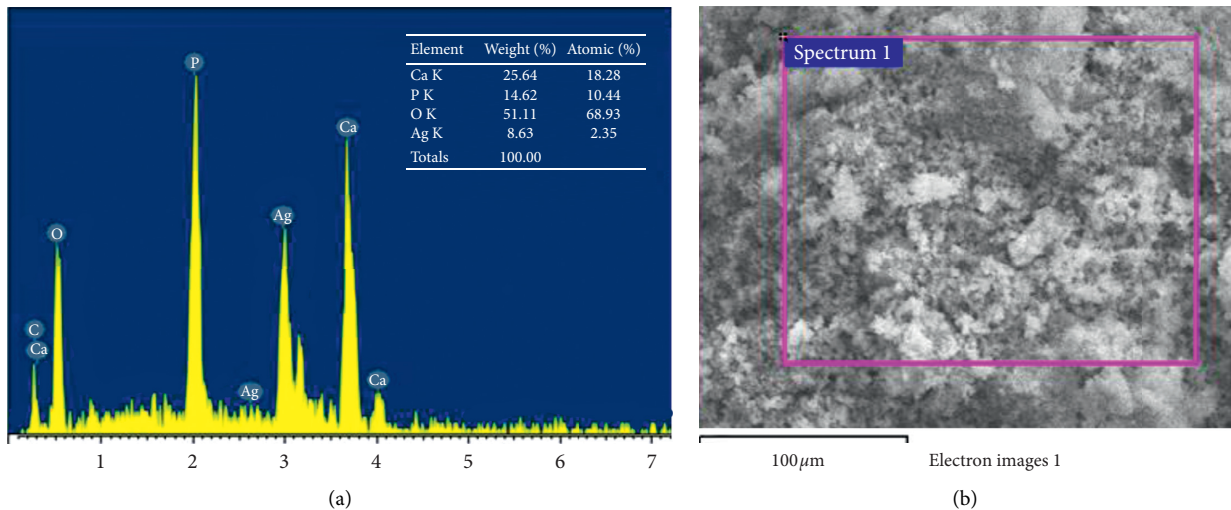 P
Ca
Ag
O
C
Ca
Ag
Ca
Element Weight (%) Atomic (%)
Ca K 25.64 18.28
P K 14.62 10.44
O K 51.11 68.93
Ag K 8.63 2.35
Totals 100.00
1 2 3 4 5 6 7
(a)
Spectrum 1
100 μm Electron images 1
(b)